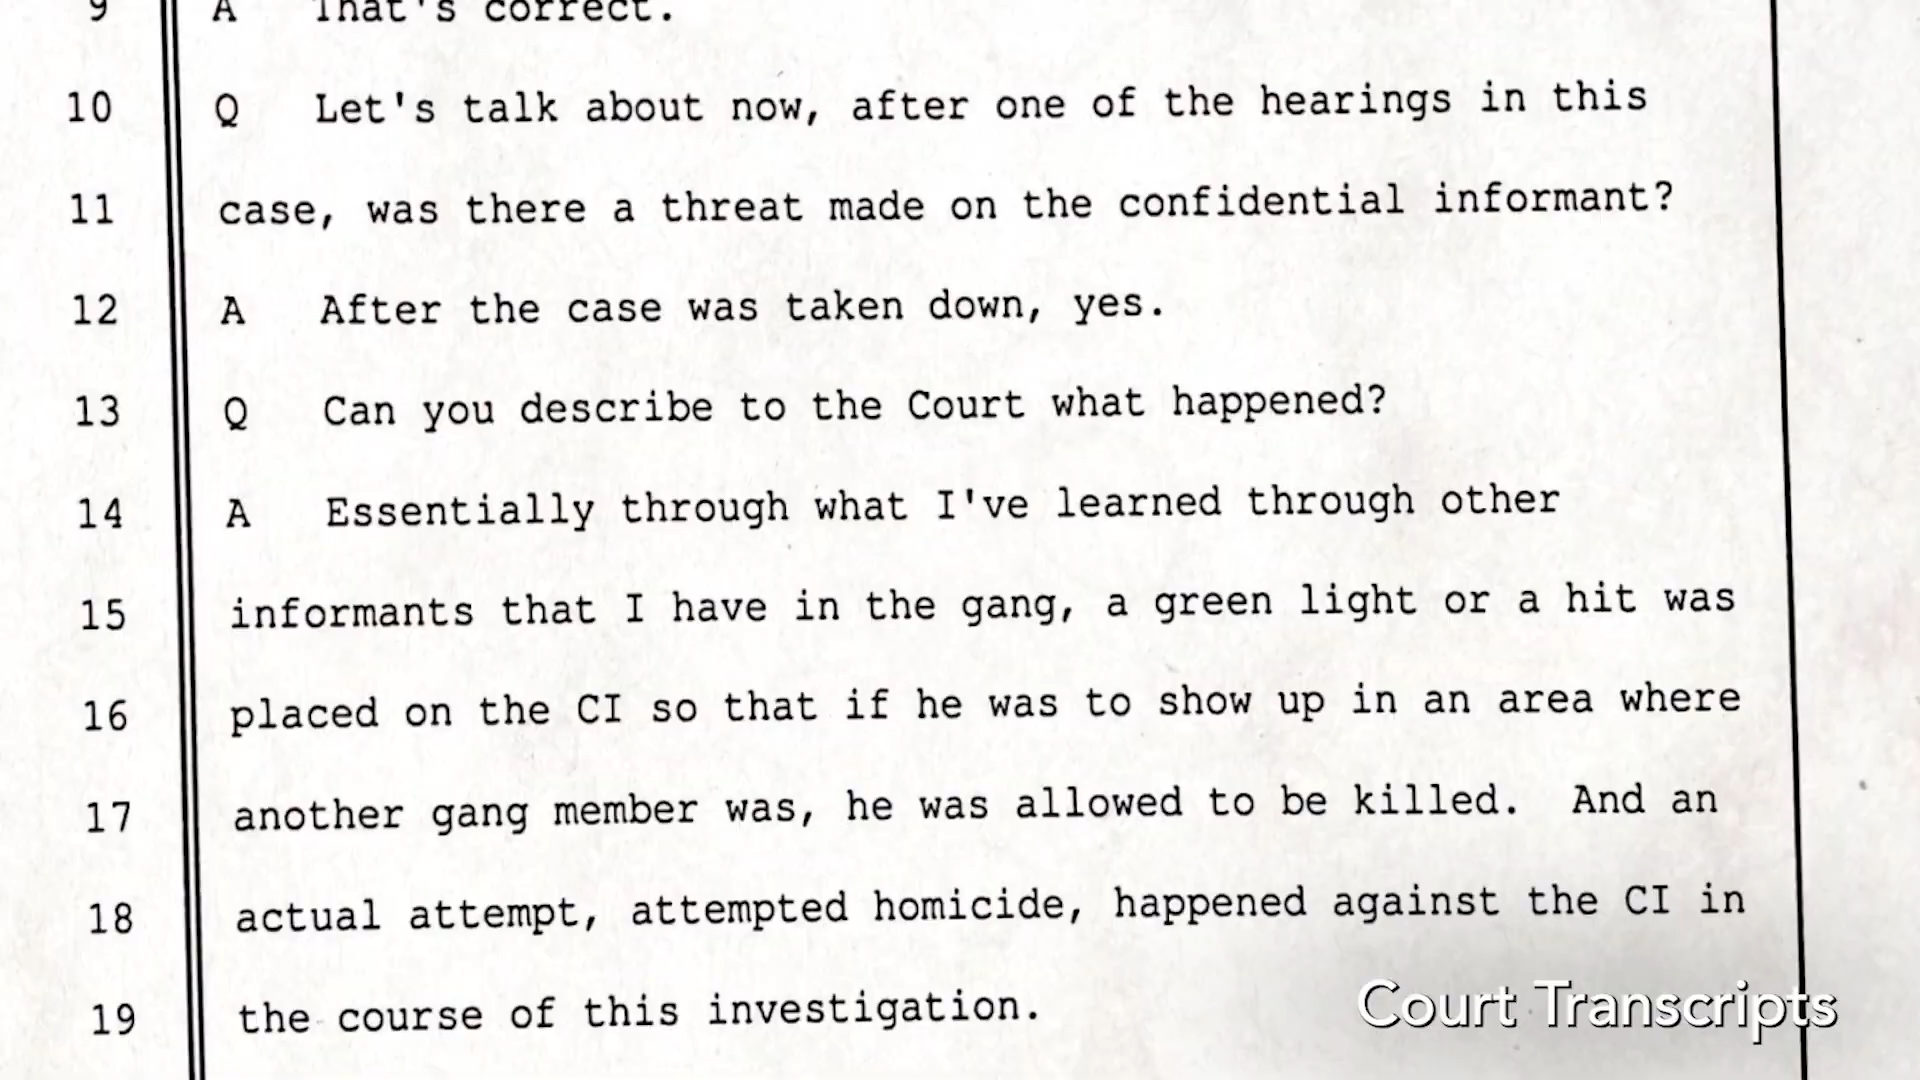 9 A That's correct.
10 Q Let's talk about now, after one of the hearings in this
11 case, was there a threat made on the confidential informant?
12 A After the case was taken down, yes.
13 Q Can you describe to the Court what happened?
14 A Essentially through what I've learned through other
15 informants that I have in the gang, a green light or a hit was
16 placed on the CI so that if he was to show up in an area where
17 another gang member was, he was allowed to be killed. And an
18 actual attempt, attempted homicide, happened against the CI in
19 the course of this investigation.
Court Transcripts